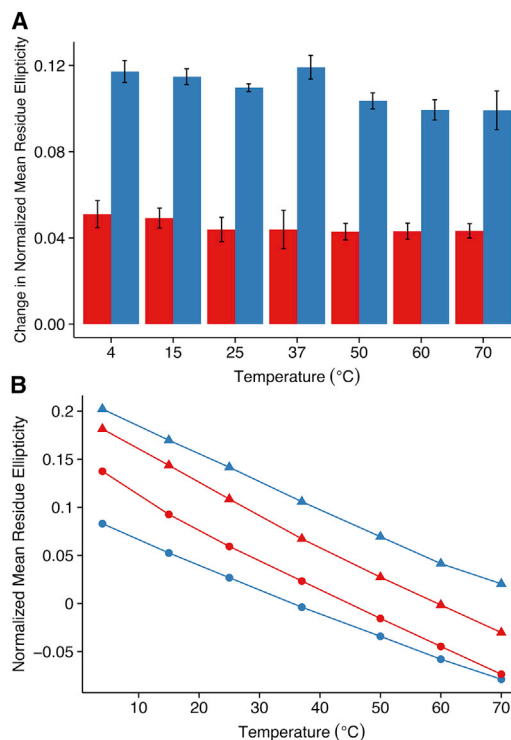 A
Change in Normalized Mean Residue Ellipticity
0.12
0.08
0.04
0.00
4 15 25 37 50 60 70
Temperature (°C)
B
Normalized Mean Residue Ellipticity
0.2
0.15
0.1
0.05
0
−0.05
10 20 30 40 50 60 70
Temperature (°C)